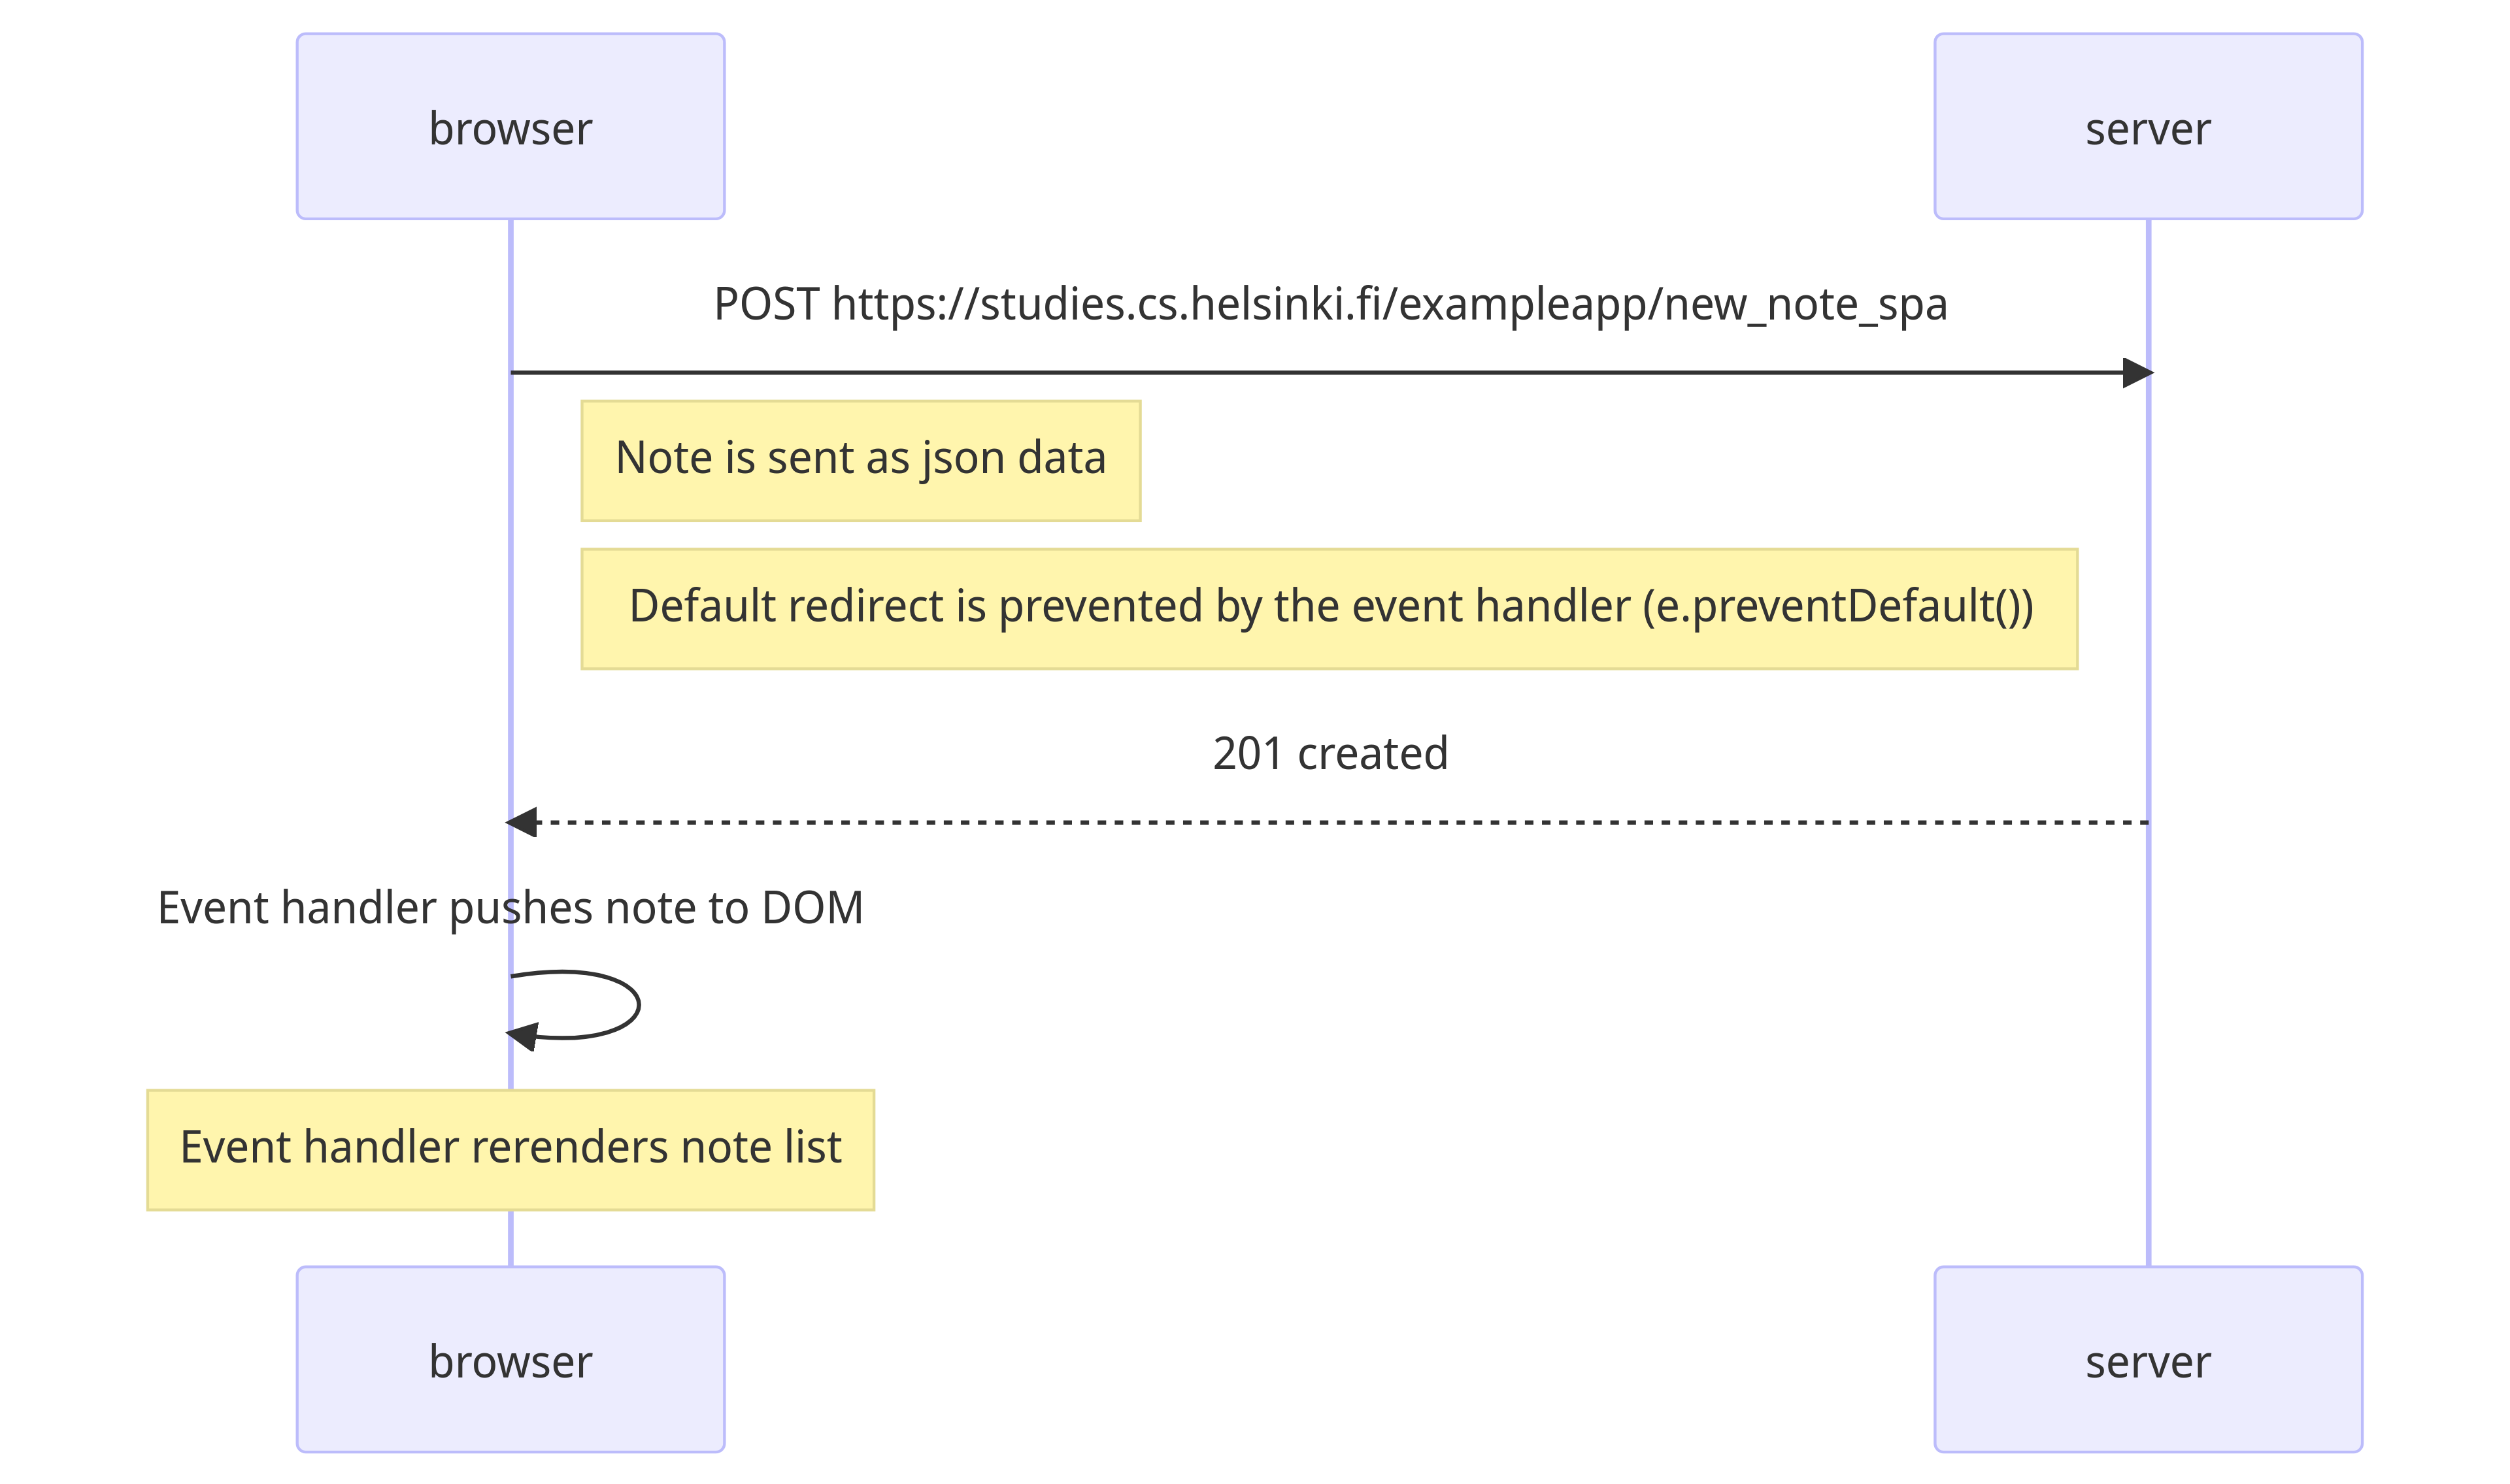 browser
server
POST https://studies.cs.helsinki.fi/exampleapp/new_note_spa
Note is sent as json data
Default redirect is prevented by the event handler (e.preventDefault())
201 created
Event handler pushes note to DOM
Event handler rerenders note list
browser
server